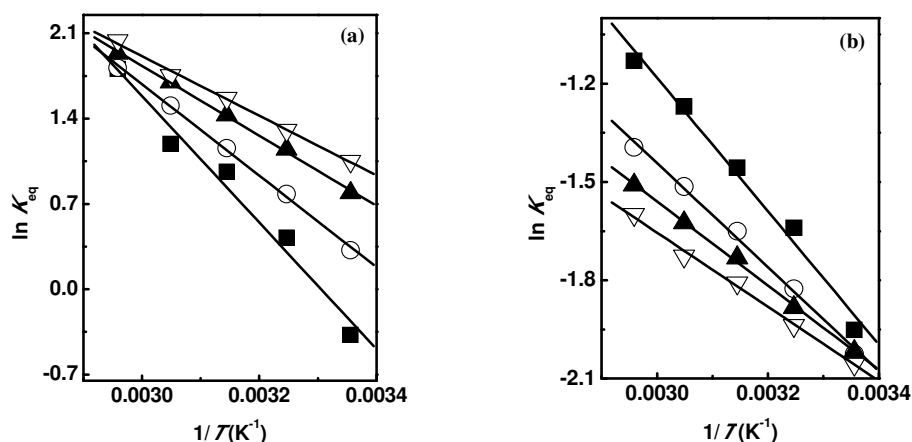 (a)
ln K_eq
2.1
1.4
0.7
0.0
-0.7
0.0030
0.0032
0.0034
1/T(K⁻¹)
(b)
ln K_eq
-1.2
-1.5
-1.8
-2.1
0.0030
0.0032
0.0034
1/T(K⁻¹)